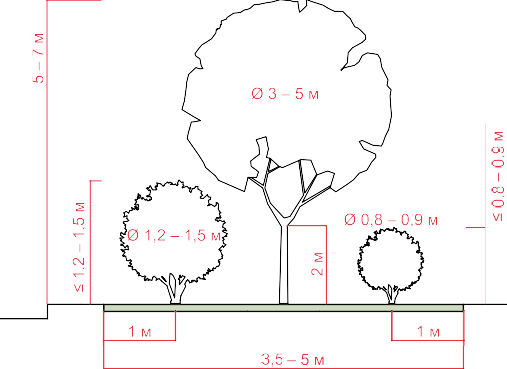 5 – 7 м
Ø 3 – 5 м
≤ 0,8 – 0,9 м
Ø 0,8 – 0,9 м
≤ 1,2 – 1,5 м
Ø 1,2 – 1,5 м
2 м
1 м
1 м
3,5 – 5 м